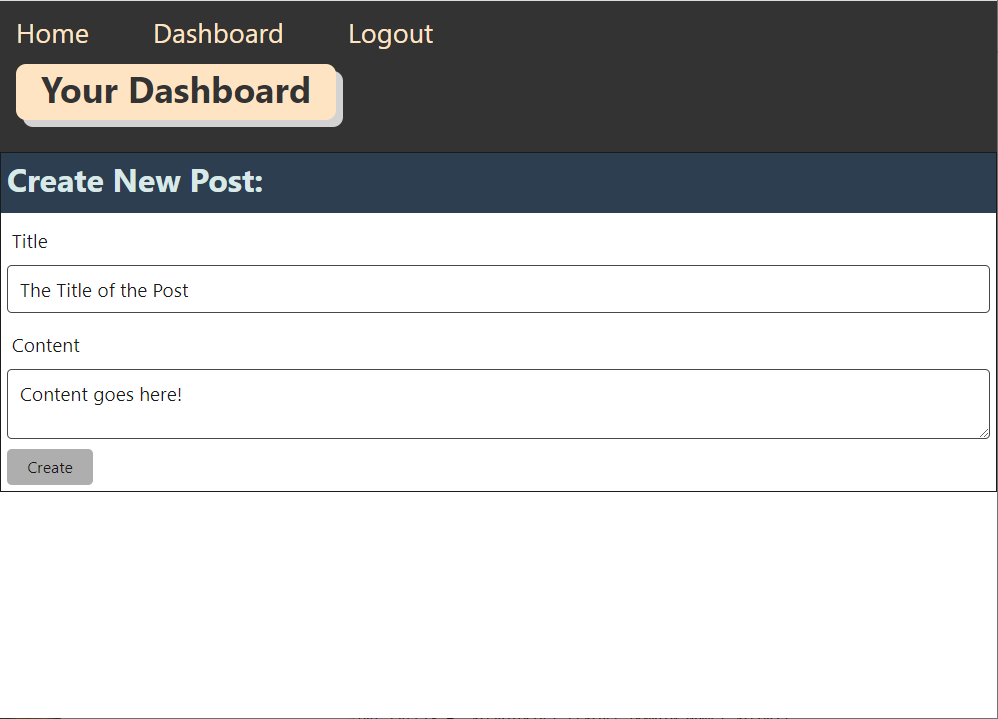 Home Dashboard Logout
Your Dashboard
Create New Post:
Title
The Title of the Post
Content
Content goes here!
Create